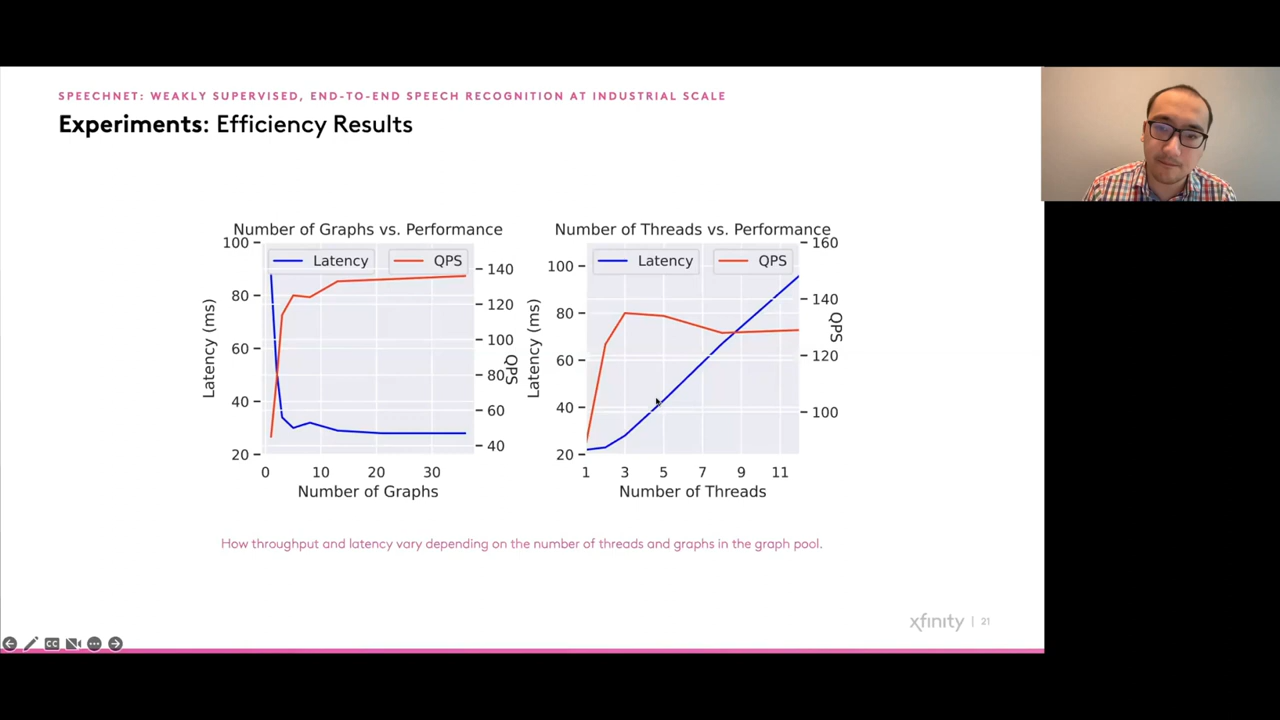 SPEECHNET: WEAKLY SUPERVISED, END-TO-END SPEECH RECOGNITION AT INDUSTRIAL SCALE
Experiments: Efficiency Results
Number of Graphs vs. Performance
Latency
QPS
100
80
60
40
20
Latency (ms)
140
120
100
80
60
40
QPS
0
10
20
30
Number of Graphs
Number of Threads vs. Performance
Latency
QPS
100
80
60
40
20
Latency (ms)
160
140
120
100
QPS
1
3
5
7
9
11
Number of Threads
How throughput and latency vary depending on the number of threads and graphs in the graph pool.
xfinity | 21
CC